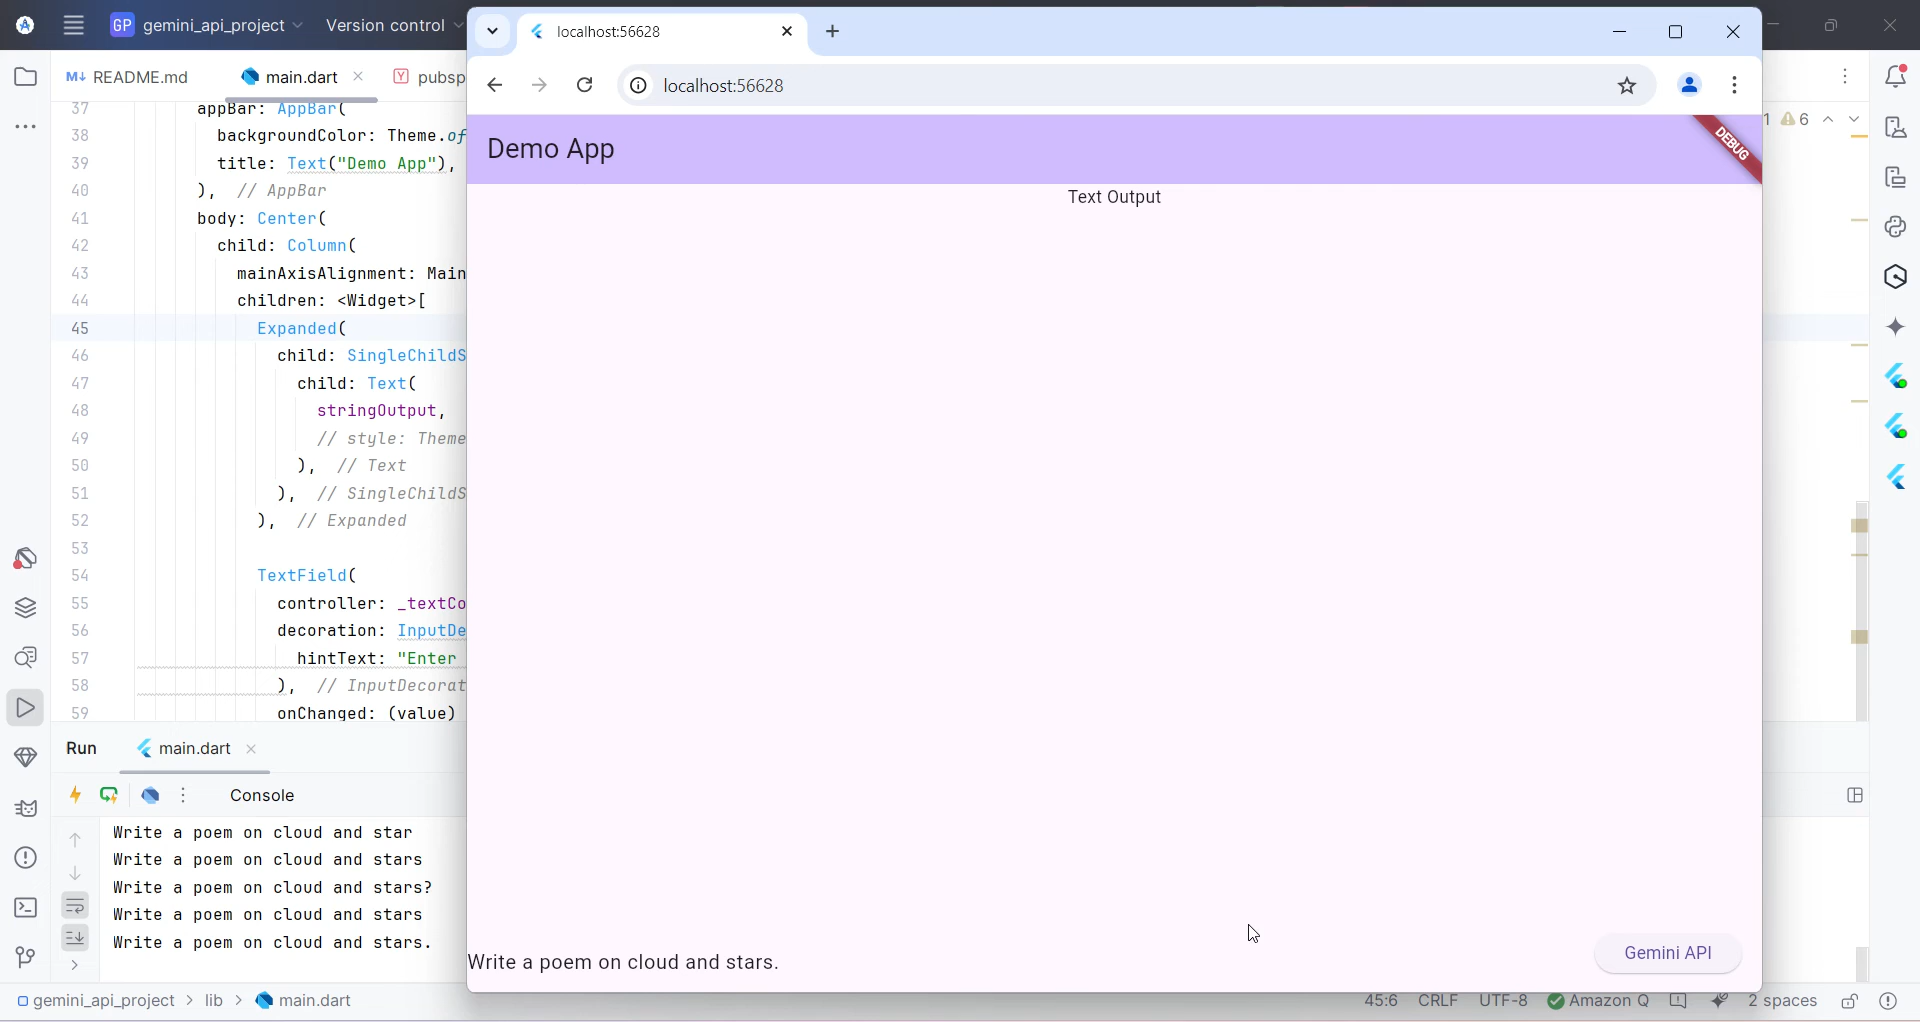 GP gemini_api_project Version control
README.md main.dart pubsp
localhost:56628
localhost:56628
Demo App
DEBUG
Text Output
37 appBar: AppBar(
38 backgroundColor: Theme.of
39 title: Text("Demo App"),
40 ), // AppBar
41 body: Center(
42 child: Column(
43 mainAxisAlignment: Main
44 children: <Widget>[
45 Expanded(
46 child: SingleChildS
47 child: Text(
48 stringOutput,
49 // style: Theme
50 ), // Text
51 ), // SingleChildS
52 ), // Expanded
53
54 TextField(
55 controller: _textCo
56 decoration: InputDe
57 hintText: "Enter
58 ), // InputDecorat
59 onChanged: (value)
1 6
Run main.dart
Console
Write a poem on cloud and star
Write a poem on cloud and stars
Write a poem on cloud and stars?
Write a poem on cloud and stars
Write a poem on cloud and stars.
Write a poem on cloud and stars.
Gemini API
gemini_api_project > lib > main.dart
45:6 CRLF UTF-8 Amazon Q 2 spaces